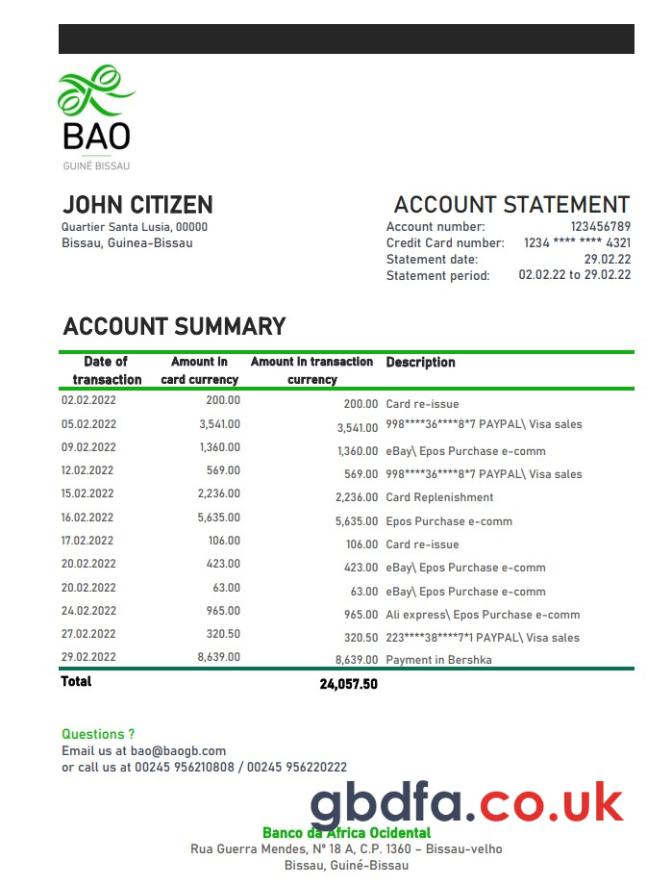 BAO
GUINÉ BISSAU
JOHN CITIZEN
Quartier Santa Lusia, 00000
Bissau, Guinea-Bissau
ACCOUNT STATEMENT
Account number: 123456789
Credit Card number: 1234 **** **** 4321
Statement date: 29.02.22
Statement period: 02.02.22 to 29.02.22
ACCOUNT SUMMARY
Date of transaction Amount in card currency Amount in transaction currency Description
02.02.2022 200.00 200.00 Card re-issue
05.02.2022 3,541.00 3,541.00 998****36****8*7 PAYPAL\ Visa sales
09.02.2022 1,360.00 1,360.00 eBay\ Epos Purchase e-comm
12.02.2022 569.00 569.00 998****36****8*7 PAYPAL\ Visa sales
15.02.2022 2,236.00 2,236.00 Card Replenishment
16.02.2022 5,635.00 5,635.00 Epos Purchase e-comm
17.02.2022 106.00 106.00 Card re-issue
20.02.2022 423.00 423.00 eBay\ Epos Purchase e-comm
20.02.2022 63.00 63.00 eBay\ Epos Purchase e-comm
24.02.2022 965.00 965.00 Ali express\ Epos Purchase e-comm
27.02.2022 320.50 320.50 223****38****7*1 PAYPAL\ Visa sales
29.02.2022 8,639.00 8,639.00 Payment in Bershka
Total 24,057.50
Questions ?
Email us at bao@baogb.com
or call us at 00245 956210808 / 00245 956220222
gbdfa.co.uk
Banco da Africa Ocidental
Rua Guerra Mendes, Nº 18 A, C.P. 1360 – Bissau-velho
Bissau, Guiné-Bissau